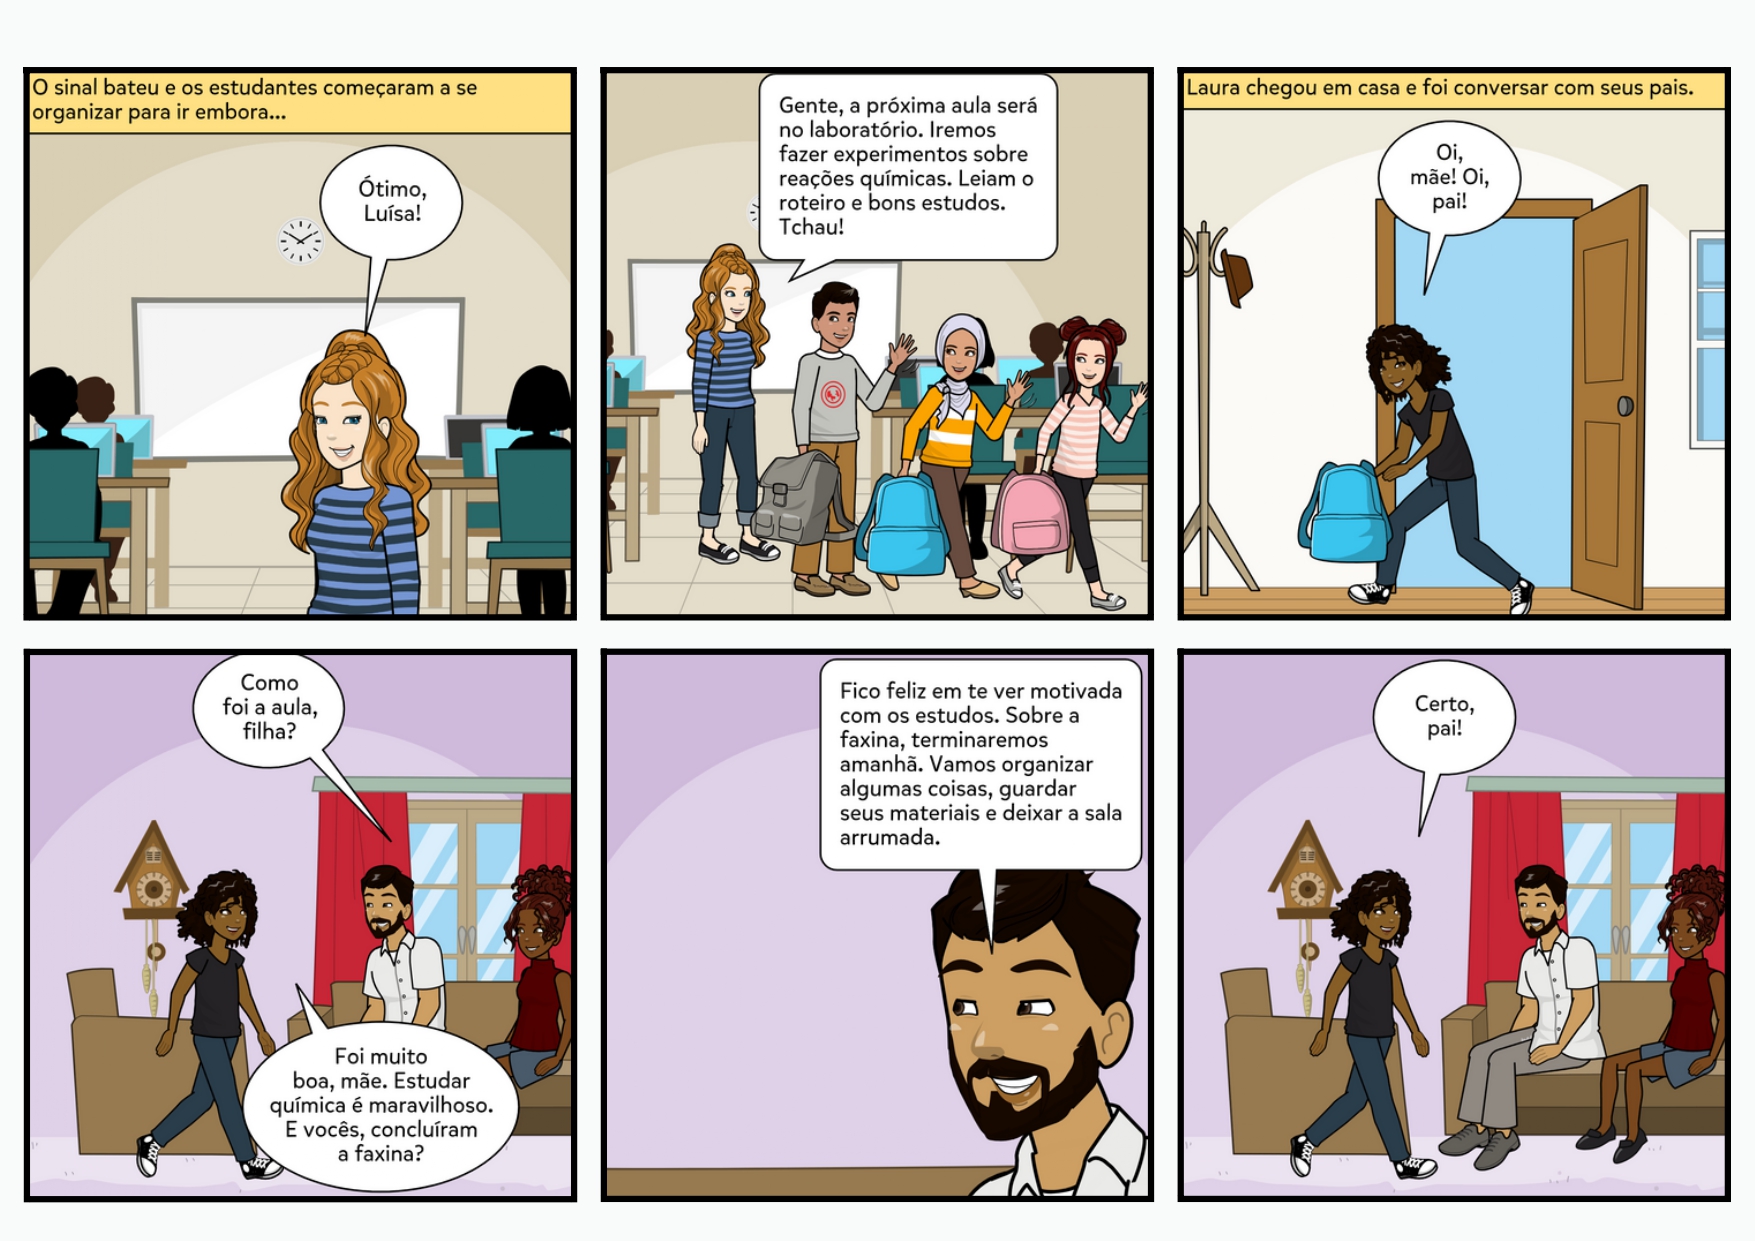 O sinal bateu e os estudantes começaram a se
organizar para ir embora...
Ótimo,
Luísa!
Gente, a próxima aula será
no laboratório. Iremos
fazer experimentos sobre
reações químicas. Leiam o
roteiro e bons estudos.
Tchau!
Laura chegou em casa e foi conversar com seus pais.
Oi,
mãe! Oi,
pai!
Como
foi a aula,
filha?
Foi muito
boa, mãe. Estudar
química é maravilhoso.
E vocês, concluíram
a faxina?
Fico feliz em te ver motivada
com os estudos. Sobre a
faxina, terminaremos
amanhã. Vamos organizar
algumas coisas, guardar
seus materiais e deixar a sala
arrumada.
Certo,
pai!